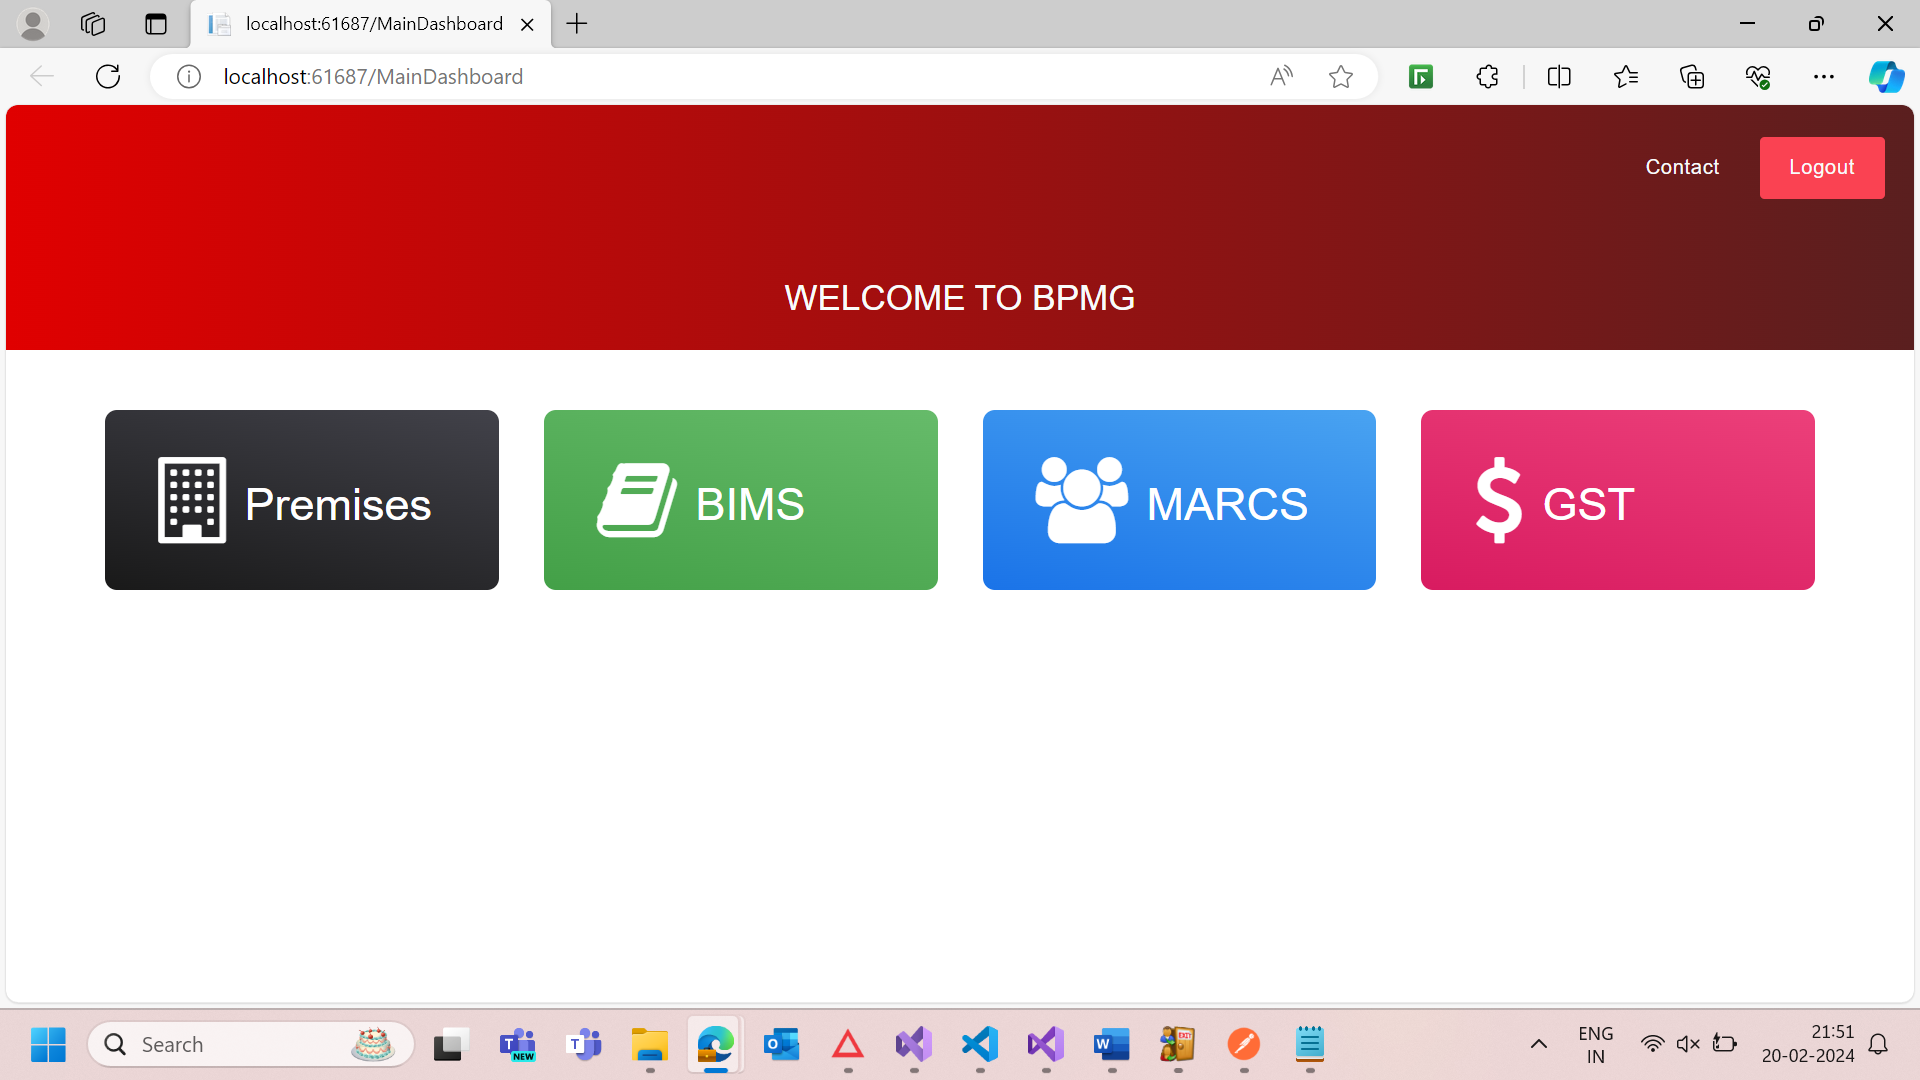 localhost:61687/MainDashboard
localhost:61687/MainDashboard
Contact
Logout
WELCOME TO BPMG
Premises
BIMS
MARCS
$ GST
Search
T NEW
T
O
W
EXIT
ENG
IN
21:51
20-02-2024